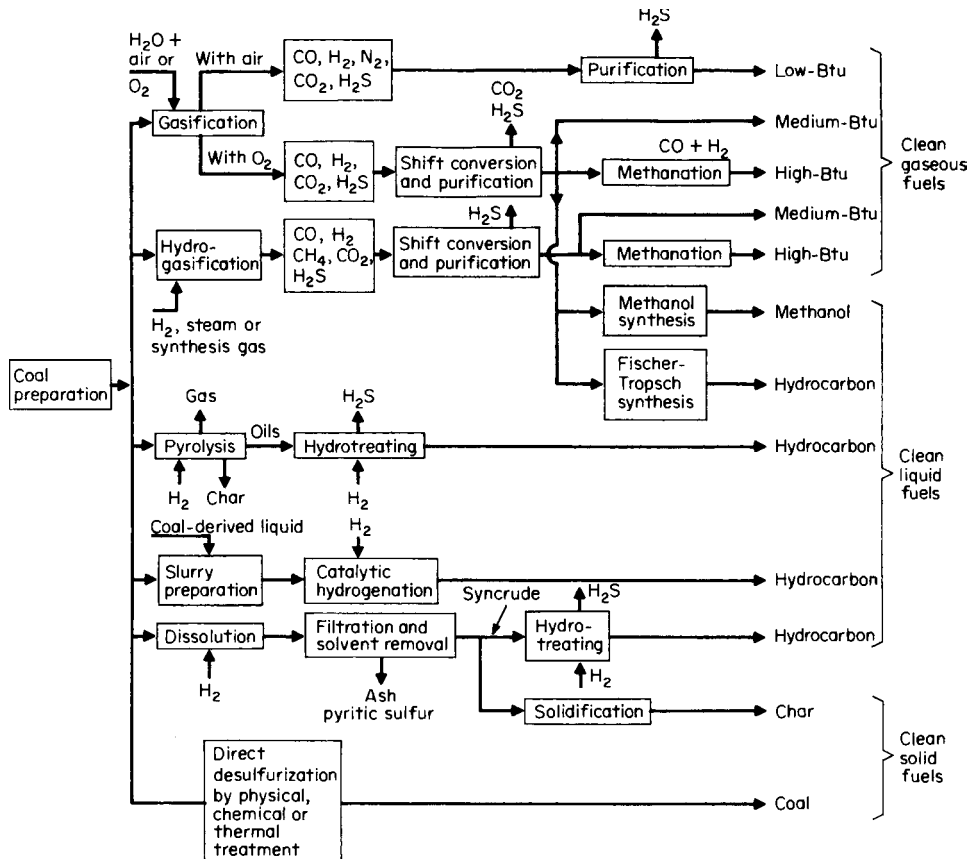 H₂O +
air or
O₂
With air
CO, H₂, N₂,
CO₂, H₂S
H₂S
Purification
Low-Btu
Gasification
With O₂
CO, H₂,
CO₂, H₂S
CO₂
H₂S
Shift conversion
and purification
Medium-Btu
CO + H₂
Methanation
High-Btu
Clean
gaseous
fuels
Hydro-
gasification
CO, H₂
CH₄, CO₂,
H₂S
H₂S
Shift conversion
and purification
Medium-Btu
Methanation
High-Btu
H₂, steam or
synthesis gas
Methanol
synthesis
Methanol
Coal
preparation
Fischer-
Tropsch
synthesis
Hydrocarbon
Gas
Pyrolysis
Oils
H₂
Char
H₂S
Hydrotreating
H₂
Hydrocarbon
Clean
liquid
fuels
Coal-derived liquid
Slurry
preparation
H₂
Catalytic
hydrogenation
Hydrocarbon
Dissolution
H₂
Filtration and
solvent removal
Ash
pyritic sulfur
Syncrude
H₂S
Hydro-
treating
H₂
Hydrocarbon
Solidification
Char
Clean
solid
fuels
Direct
desulfurization
by physical,
chemical or
thermal
treatment
Coal